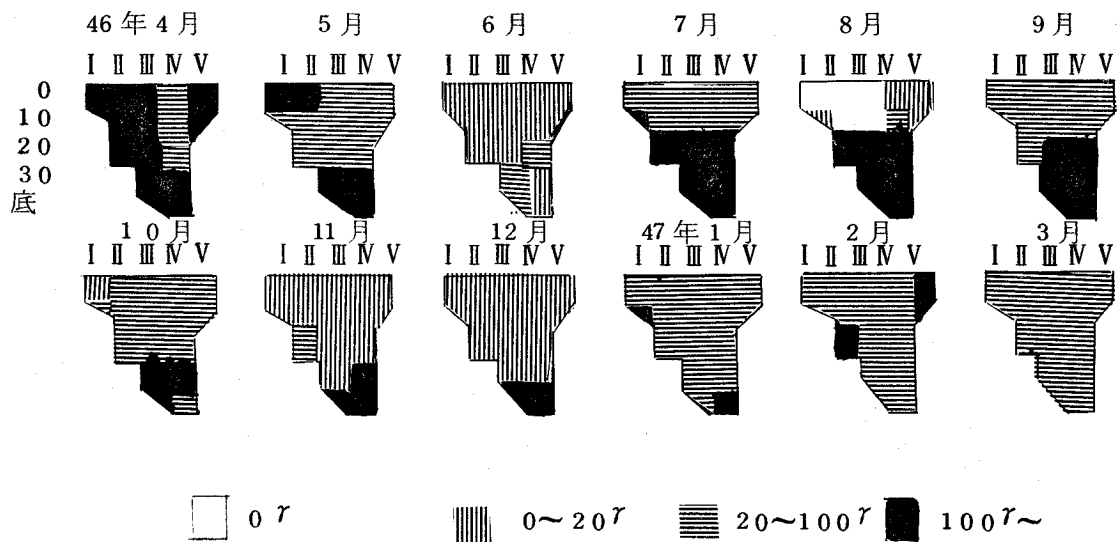 46年4月 5月 6月 7月 8月 9月
Ⅰ Ⅱ Ⅲ Ⅳ Ⅴ Ⅰ Ⅱ Ⅲ Ⅳ Ⅴ Ⅰ Ⅱ Ⅲ Ⅳ Ⅴ Ⅰ Ⅱ Ⅲ Ⅳ Ⅴ Ⅰ Ⅱ Ⅲ Ⅳ Ⅴ Ⅰ Ⅱ Ⅲ Ⅳ Ⅴ
0
10
20
30
底
10月 11月 12月 47年1月 2月 3月
Ⅰ Ⅱ Ⅲ Ⅳ Ⅴ Ⅰ Ⅱ Ⅲ Ⅳ Ⅴ Ⅰ Ⅱ Ⅲ Ⅳ Ⅴ Ⅰ Ⅱ Ⅲ Ⅳ Ⅴ Ⅰ Ⅱ Ⅲ Ⅳ Ⅴ Ⅰ Ⅱ Ⅲ Ⅳ Ⅴ
0γ 0~20γ 20~100γ 100γ~